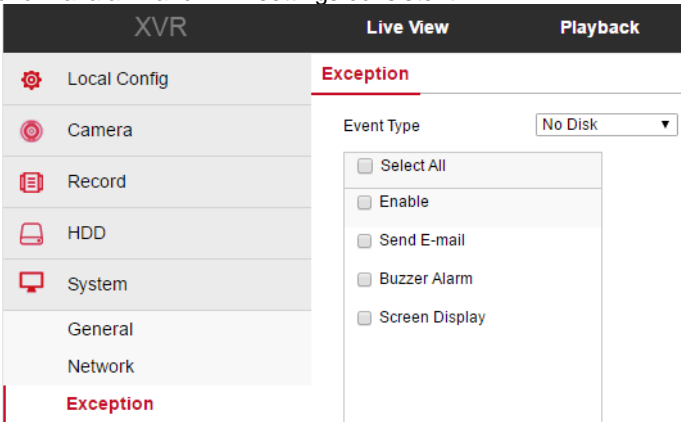 XVR Live View Playback
Local Config
Camera
Record
HDD
System
General
Network
Exception
Exception
Event Type No Disk
Select All
Enable
Send E-mail
Buzzer Alarm
Screen Display